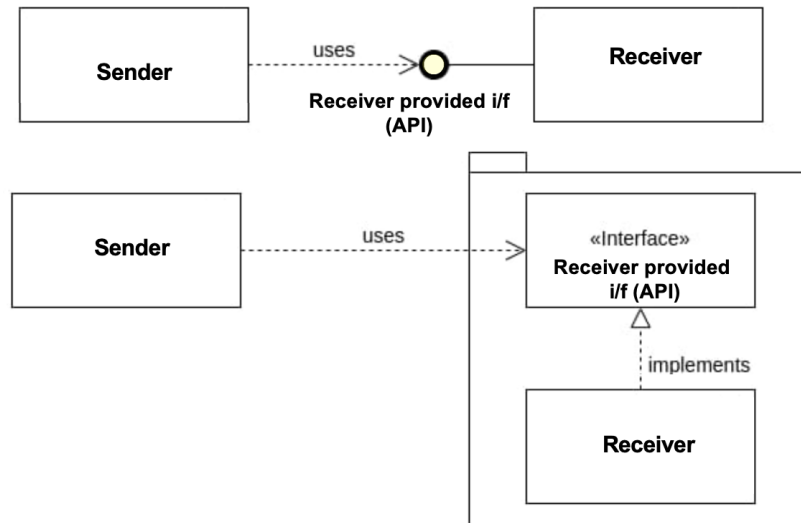 Sender
uses
Receiver
Receiver provided i/f
(API)
Sender
uses
«Interface»
Receiver provided
i/f (API)
implements
Receiver